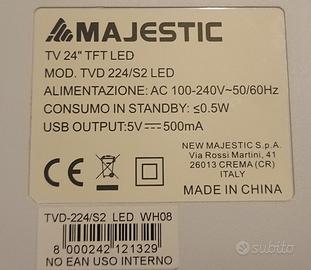 MAJESTIC
TV 24" TFT LED
MOD. TVD 224/S2 LED
ALIMENTAZIONE: AC 100-240V~50/60Hz
CONSUMO IN STANDBY: ≤0.5W
USB OUTPUT:5V⎓500mA
NEW MAJESTIC S.p.A.
Via Rossi Martini, 41
26013 CREMA (CR)
ITALY
CE
MADE IN CHINA
TVD-224/S2 LED WH08
8 000242 121329
NO EAN USO INTERNO
subito